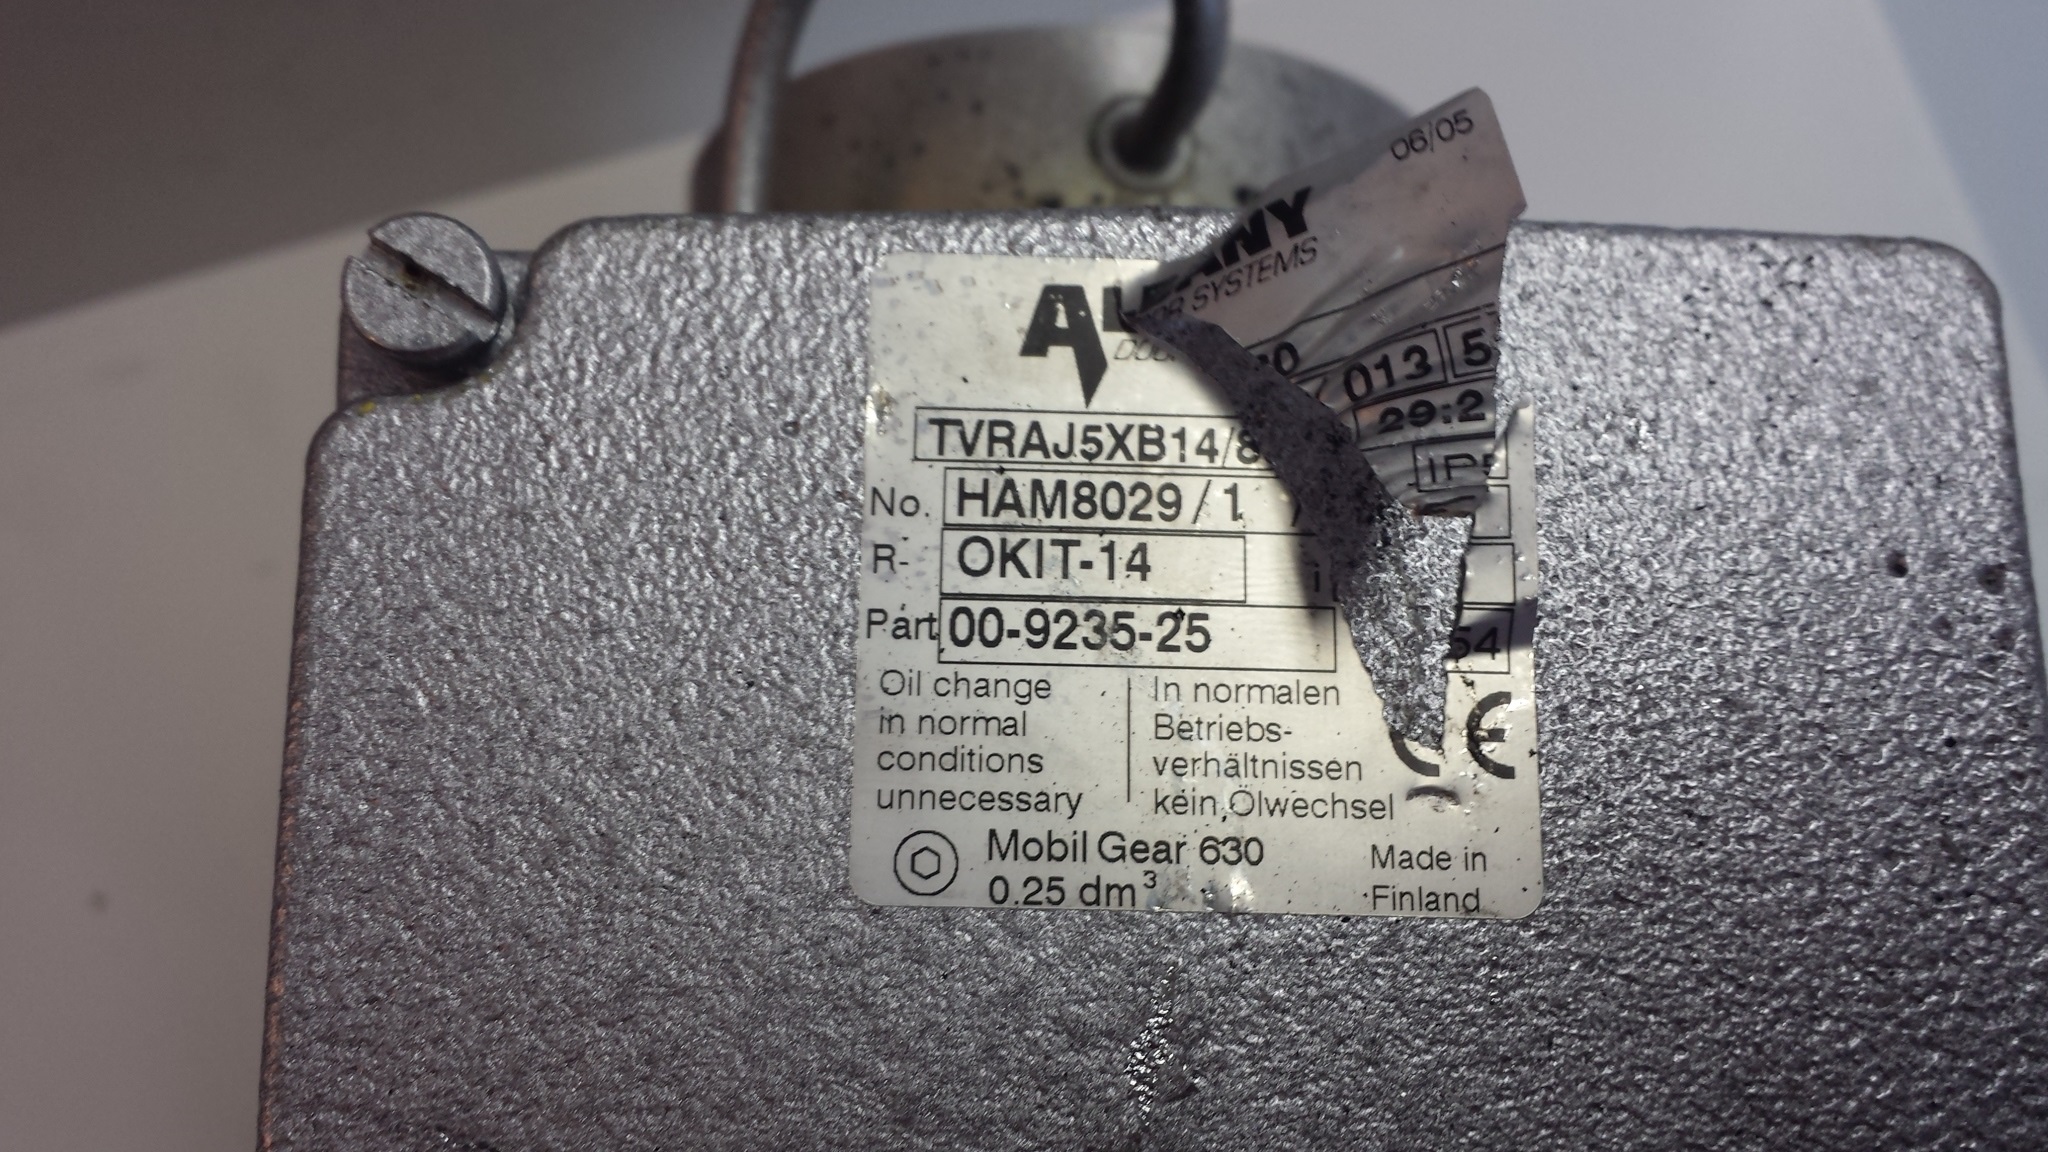 06/05
ALBANY
DOOR SYSTEMS
TVRAJ5XB14/8
No. HAM8029 / 1
013
29:2
R- OKIT-14
Part 00-9235-25
54
Oil change
in normal
conditions
unnecessary
In normalen
Betriebs-
verhältnissen
kein Ölwechsel
CE
Mobil Gear 630
0.25 dm³
Made in
Finland